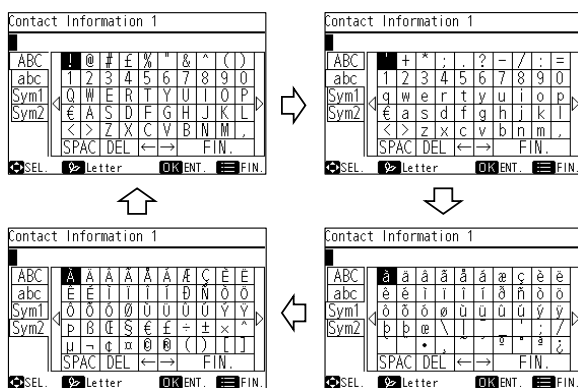 Contact Information 1
ABC ! @ # £ % " & ^ ( )
abc 1 2 3 4 5 6 7 8 9 0
Sym1 Q W E R T Y U I O P
Sym2 € A S D F G H J K L
< > Z X C V B N M ,
SPAC DEL ← → FIN.
SEL. Letter OK ENT. FIN.
Contact Information 1
ABC ' + * ; . ? - / : =
abc 1 2 3 4 5 6 7 8 9 0
Sym1 q w e r t y u i o p
Sym2 € a s d f g h j k l
< > z x c v b n m ,
SPAC DEL ← → FIN.
SEL. Letter OK ENT. FIN.
Contact Information 1
ABC À Ä Â Ã Å Á Æ Ç È Ë
abc Ê É Ì Ï Î Í Ð Ñ Ò Ö
Sym1 Ô Õ Ó Ø Ù Ü Û Ú Ý Ÿ
Sym2 Þ ß Œ § € £ ÷ ± × ^
µ ¬ ¢ ¤ © ® ( ) [ ]
SPAC DEL ← → FIN.
SEL. Letter OK ENT. FIN.
Contact Information 1
ABC à ä â ã å á æ ç è ë
abc ê é ì ï î í ð ñ ò ö
Sym1 ô õ ó ø ù ü û ú ý ÿ
Sym2 þ œ \ ; /
SPAC DEL ← → FIN.
SEL. Letter OK ENT. FIN.